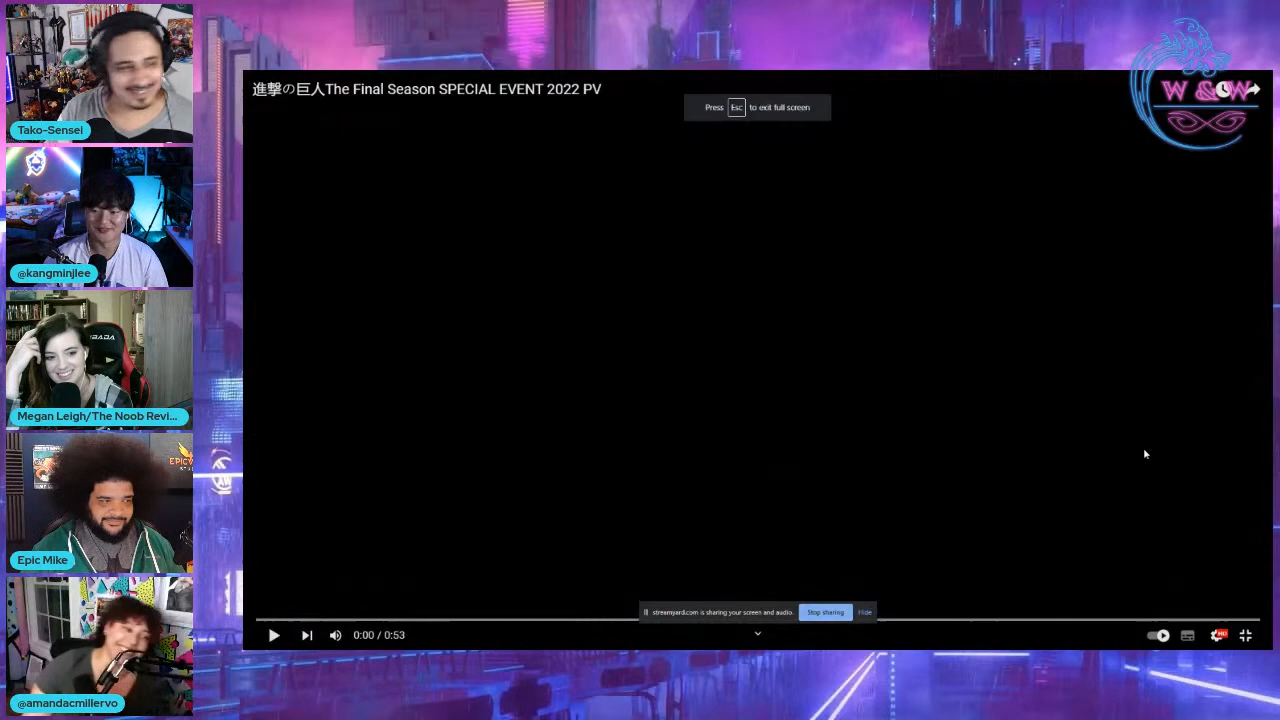 Tako-Sensei
@kangminjlee
Megan Leigh/The Noob Revi...
Epic Mike
@amandacmillervo
進撃の巨人The Final Season SPECIAL EVENT 2022 PV
Press Esc to exit full screen
W & W
streamyard.com is sharing your screen and audio. Stop sharing Hide
0:00 / 0:53
HD